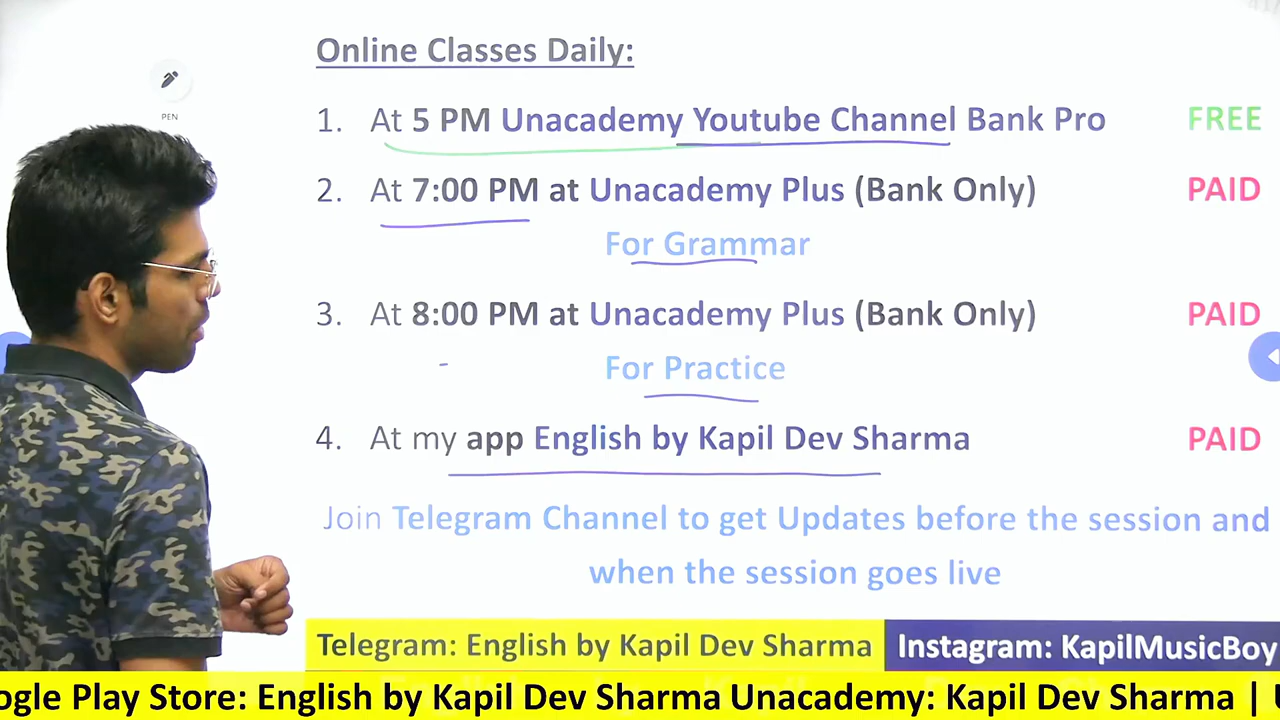 Online Classes Daily:
PEN
1. At 5 PM Unacademy Youtube Channel Bank Pro FREE
2. At 7:00 PM at Unacademy Plus (Bank Only) PAID
For Grammar
3. At 8:00 PM at Unacademy Plus (Bank Only) PAID
For Practice
4. At my app English by Kapil Dev Sharma PAID
Join Telegram Channel to get Updates before the session and
when the session goes live
Telegram: English by Kapil Dev Sharma Instagram: KapilMusicBoy
Play Store: English by Kapil Dev Sharma Unacademy: Kapil Dev Sharma |